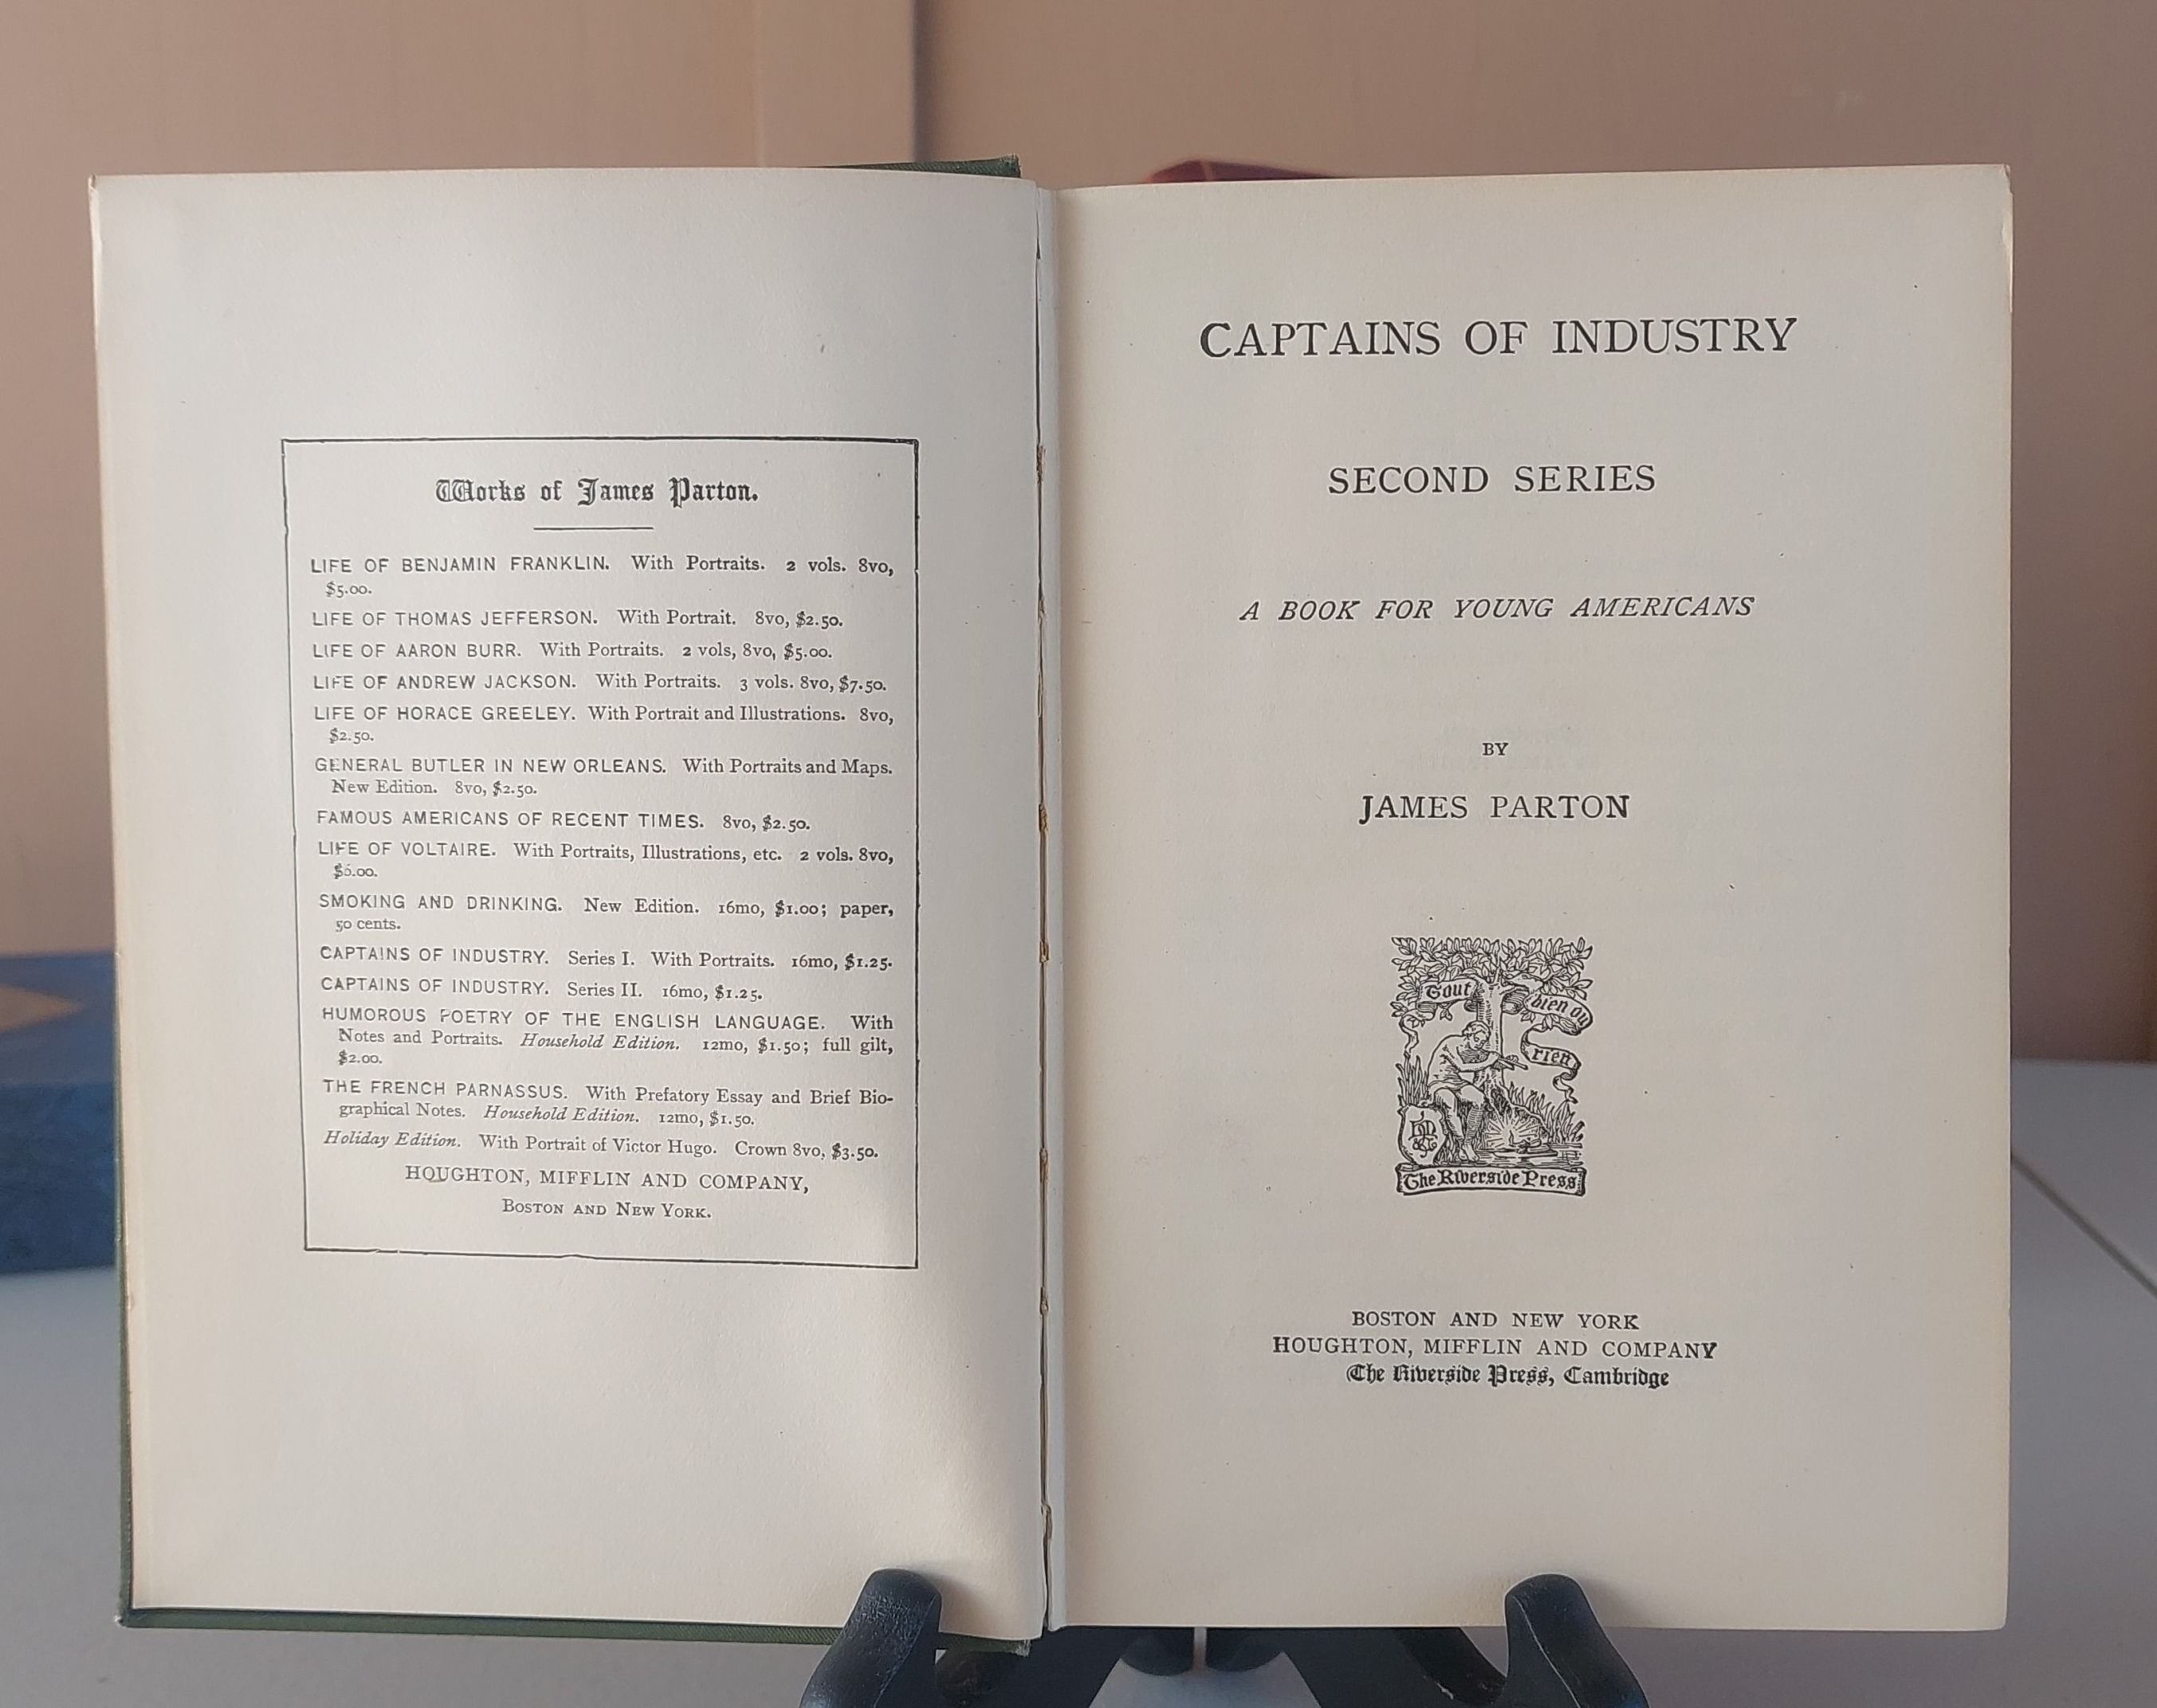 Works of James Parton.
LIFE OF BENJAMIN FRANKLIN. With Portraits. 2 vols. 8vo,
$5.00.
LIFE OF THOMAS JEFFERSON. With Portrait. 8vo, $2.50.
LIFE OF AARON BURR. With Portraits. 2 vols, 8vo, $5.00.
LIFE OF ANDREW JACKSON. With Portraits. 3 vols. 8vo, $7.50.
LIFE OF HORACE GREELEY. With Portrait and Illustrations. 8vo,
$2.50.
GENERAL BUTLER IN NEW ORLEANS. With Portraits and Maps.
New Edition. 8vo, $2.50.
FAMOUS AMERICANS OF RECENT TIMES. 8vo, $2.50.
LIFE OF VOLTAIRE. With Portraits, Illustrations, etc. 2 vols. 8vo,
$6.00.
SMOKING AND DRINKING. New Edition. 16mo, $1.00; paper,
50 cents.
CAPTAINS OF INDUSTRY. Series I. With Portraits. 16mo, $1.25.
CAPTAINS OF INDUSTRY. Series II. 16mo, $1.25.
HUMOROUS POETRY OF THE ENGLISH LANGUAGE. With
Notes and Portraits. Household Edition. 12mo, $1.50; full gilt,
$2.00.
THE FRENCH PARNASSUS. With Prefatory Essay and Brief Bio-
graphical Notes. Household Edition. 12mo, $1.50.
Holiday Edition. With Portrait of Victor Hugo. Crown 8vo, $3.50.
HOUGHTON, MIFFLIN AND COMPANY,
BOSTON AND NEW YORK.
CAPTAINS OF INDUSTRY
SECOND SERIES
A BOOK FOR YOUNG AMERICANS
BY
JAMES PARTON
Tout bien ou
rien
The Riverside Press
BOSTON AND NEW YORK
HOUGHTON, MIFFLIN AND COMPANY
The Riverside Press, Cambridge